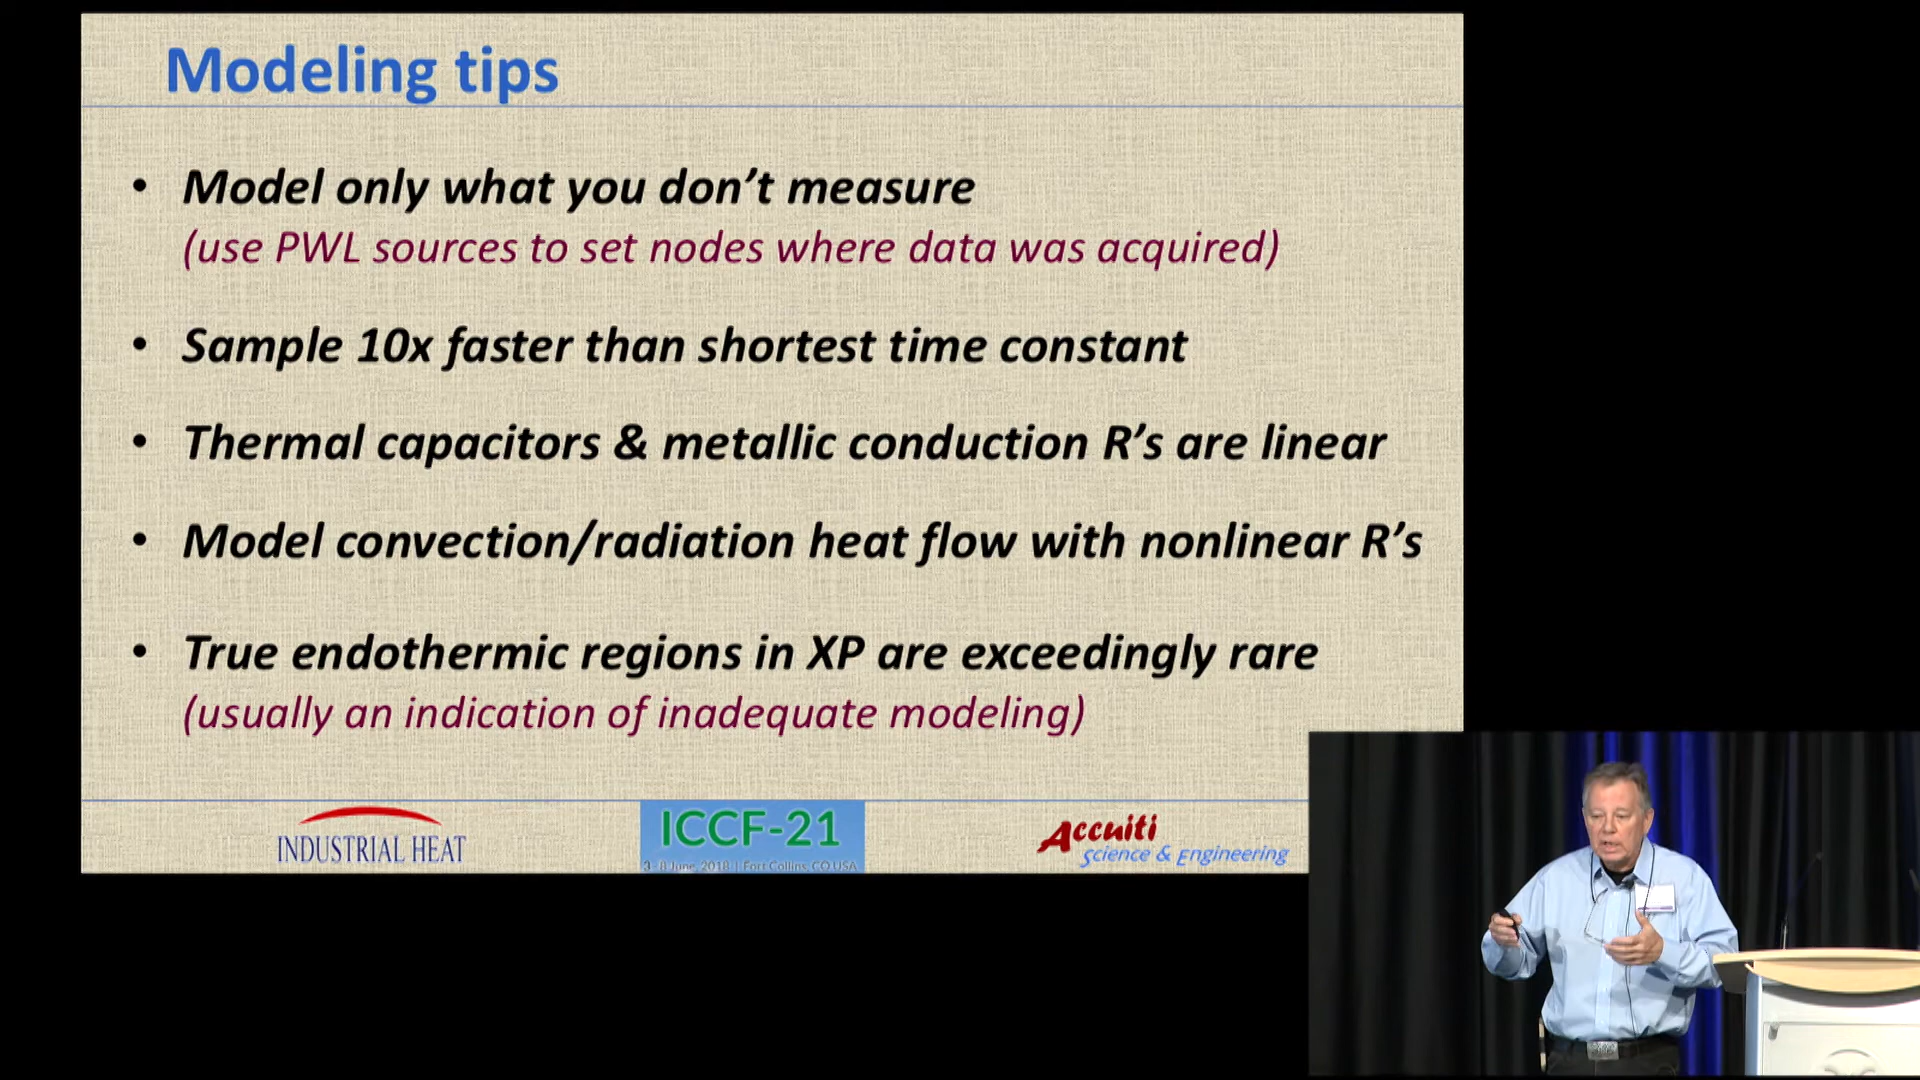 Modeling tips
• Model only what you don't measure
(use PWL sources to set nodes where data was acquired)
• Sample 10x faster than shortest time constant
• Thermal capacitors & metallic conduction R's are linear
• Model convection/radiation heat flow with nonlinear R's
• True endothermic regions in XP are exceedingly rare
(usually an indication of inadequate modeling)
INDUSTRIAL HEAT
ICCF-21
3-8 June, 2018 | Fort Collins, CO USA
Accuiti
Science & Engineering